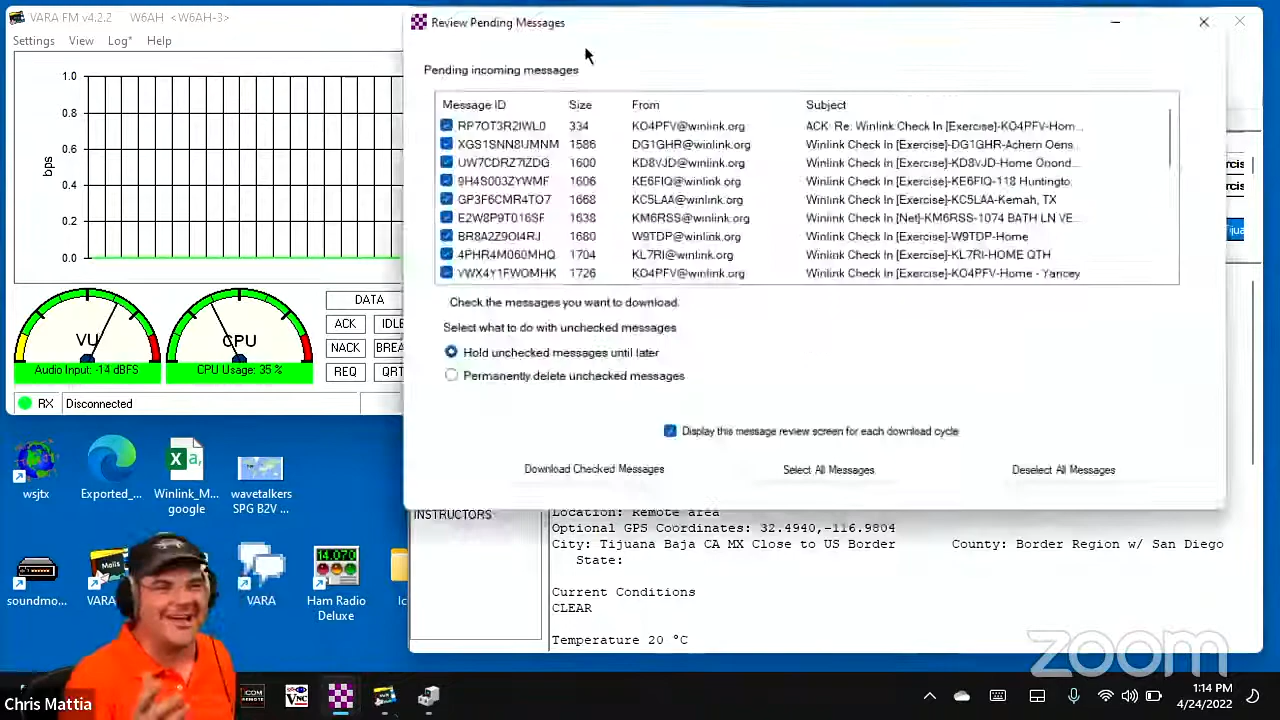 VARA FM v4.2.2 W6AH <W6AH-3>
Settings View Log* Help
1.0
0.8
0.6
0.4
0.2
0.0
bps
VU
Audio Input: -14 dBFS
CPU
CPU Usage: 35 %
DATA
ACK IDLE
NACK BREA
REQ QRT
RX Disconnected
Review Pending Messages
Pending incoming messages
Message ID Size From Subject
RP7OT3R2IWL0 334 KO4PFV@winlink.org ACK: Re: Winlink Check In [Exercise]-KO4PFV-Hom...
XGS1SNN8UMNM 1586 DG1GHR@winlink.org Winlink Check In [Exercise]-DG1GHR-Achern Oens...
UW7CDRZ7IZDG 1600 KD8VJD@winlink.org Winlink Check In [Exercise]-KD8VJD-Home Onond...
9H4S003ZYWMF 1606 KE6FIQ@winlink.org Winlink Check In [Exercise]-KE6FIQ-118 Huntingto...
GP3F6CMR4TO7 1668 KC5LAA@winlink.org Winlink Check In [Exercise]-KC5LAA-Kemah, TX
E2W8P9T016SF 1638 KM6RSS@winlink.org Winlink Check In [Net]-KM6RSS-1074 BATH LN VE...
BR8A2Z9OI4RJ 1680 W9TDP@winlink.org Winlink Check In [Exercise]-W9TDP-Home
4PHR4M060MHQ 1704 KL7RI@winlink.org Winlink Check In [Exercise]-KL7RI-HOME QTH
YWX4Y1FWOMHK 1726 KO4PFV@winlink.org Winlink Check In [Exercise]-KO4PFV-Home - Yancey
Check the messages you want to download.
Select what to do with unchecked messages
Hold unchecked messages until later
Permanently delete unchecked messages
Display this message review screen for each download cycle
Download Checked Messages Select All Messages Deselect All Messages
INSTRUCTORS
Location: Remote area
Optional GPS Coordinates: 32.4940,-116.9804
City: Tijuana Baja CA MX Close to US Border County: Border Region w/ San Diego
State:
Current Conditions
CLEAR
Temperature 20 °C
wsjtx
Exported_...
Winlink_M... google
wavetalkers SPG B2V ...
soundmo...
VARA
VARA
14.070
Ham Radio Deluxe
Ic
zoom
Chris Mattia
ICOM REMOTE
VNC
1:14 PM
4/24/2022